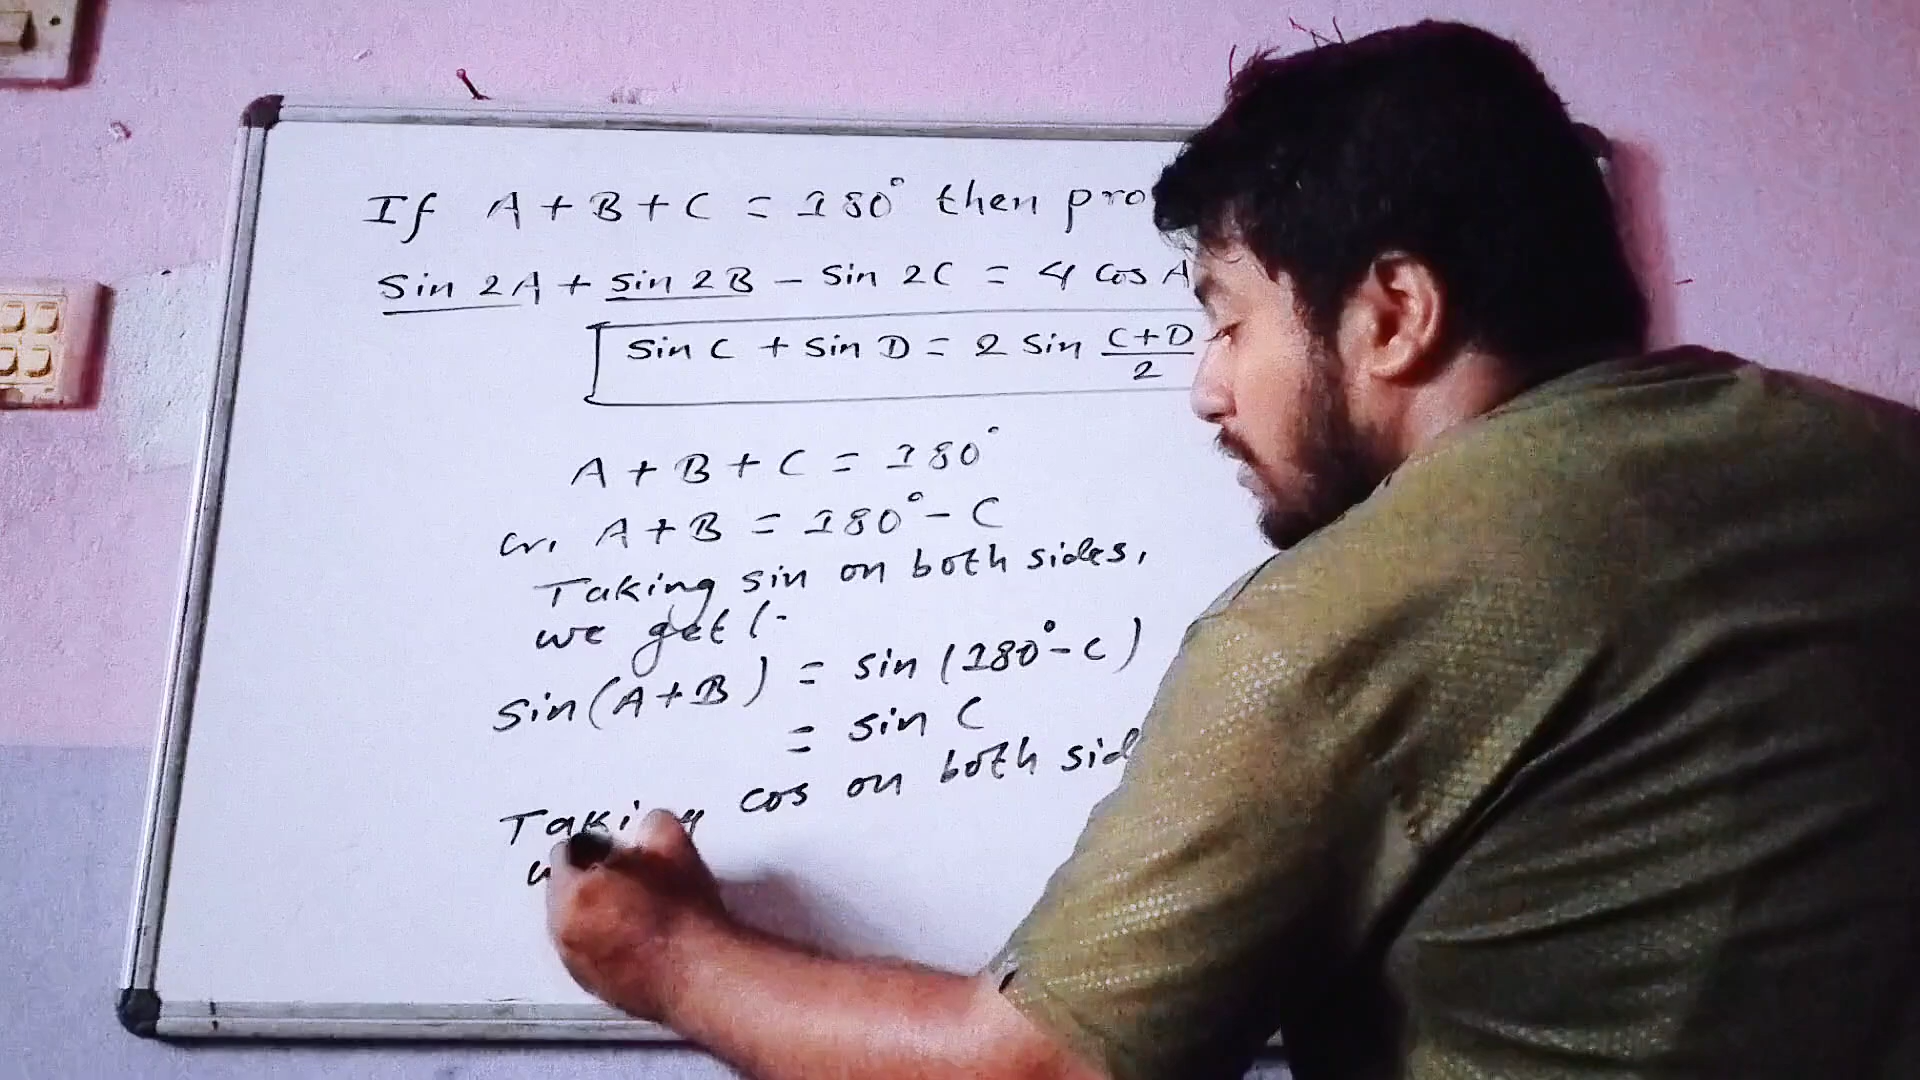 If A + B + C = 180° then pro
Sin 2A + sin 2B - sin 2C = 4 cos A
sin C + sin D = 2 sin C+D/2
A + B + C = 180°
or, A + B = 180° - C
Taking sin on both sides,
we get
sin(A+B) = sin (180° - C)
= sin C
Taking cos on both sid